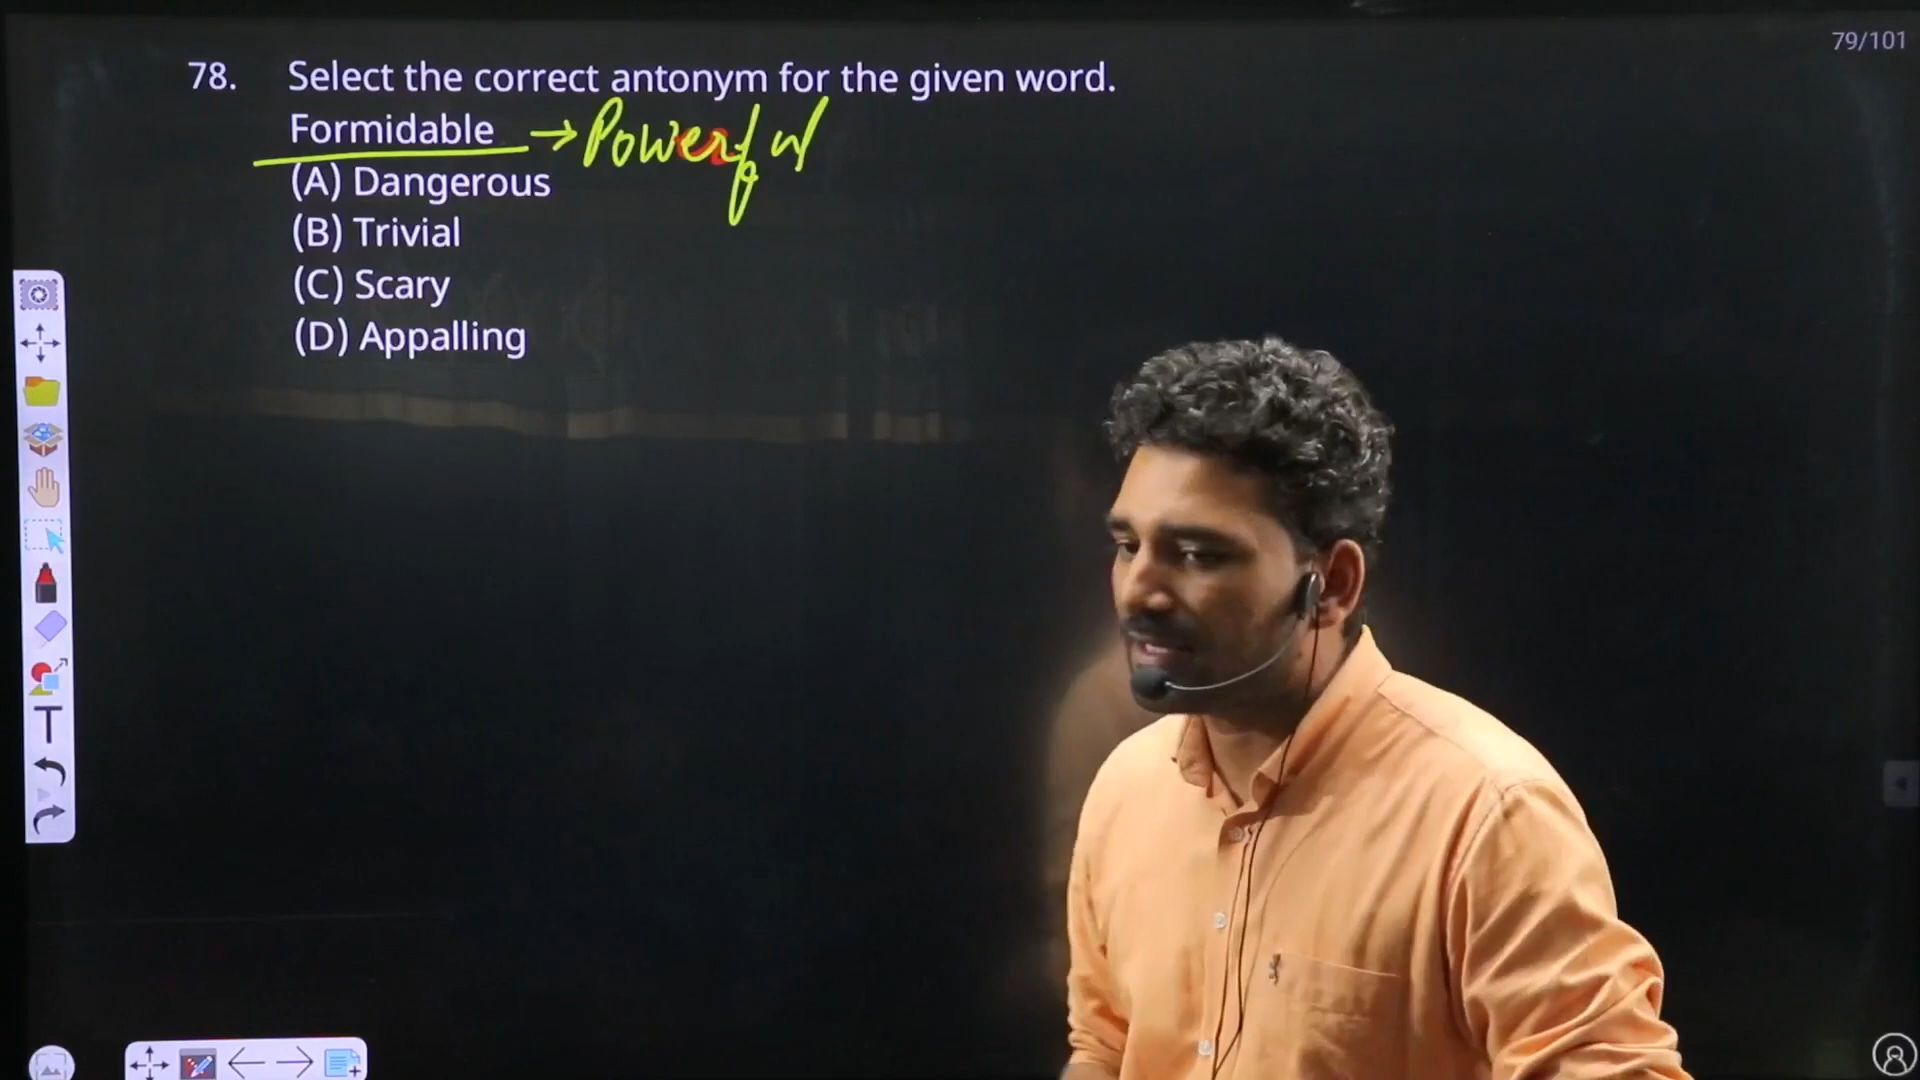 79/101
78. Select the correct antonym for the given word.
Formidable → Powerful
(A) Dangerous
(B) Trivial
(C) Scary
(D) Appalling